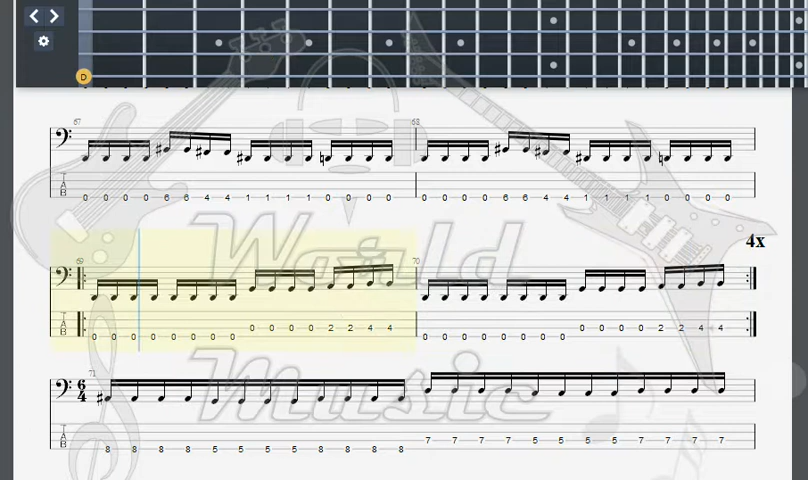 D
67
68
0 0 0 0 6 6 4 4 1 1 1 1 0 0 0 0
0 0 0 0 6 6 4 4 1 1 1 1 0 0 0 0
World
4x
69
70
0 0 0 0 2 2 4 4
0 0 0 0 2 2 4 4
0 0 0 0 0 0 0 0
0 0 0 0 0 0 0 0
Music
71
6
4
7 7 7 7 5 5 5 5 7 7 7 7
8 8 8 8 5 5 5 5 8 8 8 8